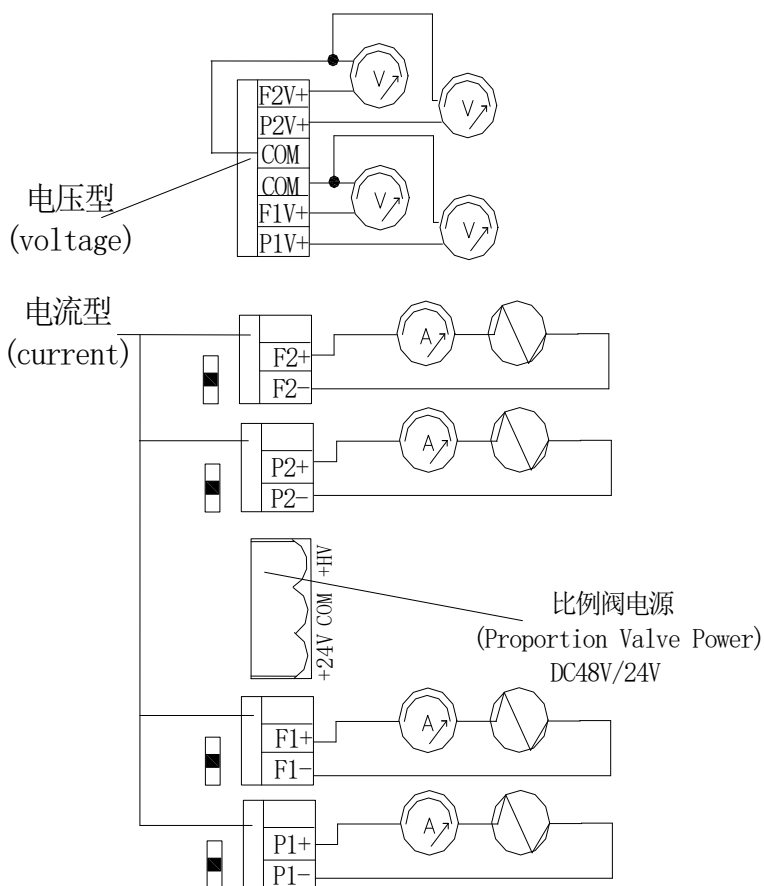 V
F2V+
V
P2V+
COM
COM
V
F1V+
V
P1V+
电压型
(voltage)
电流型
(current)
A
F2+
F2-
A
P2+
P2-
+24V COM +HV
比例阀电源
(Proportion Valve Power)
DC48V/24V
A
F1+
F1-
A
P1+
P1-